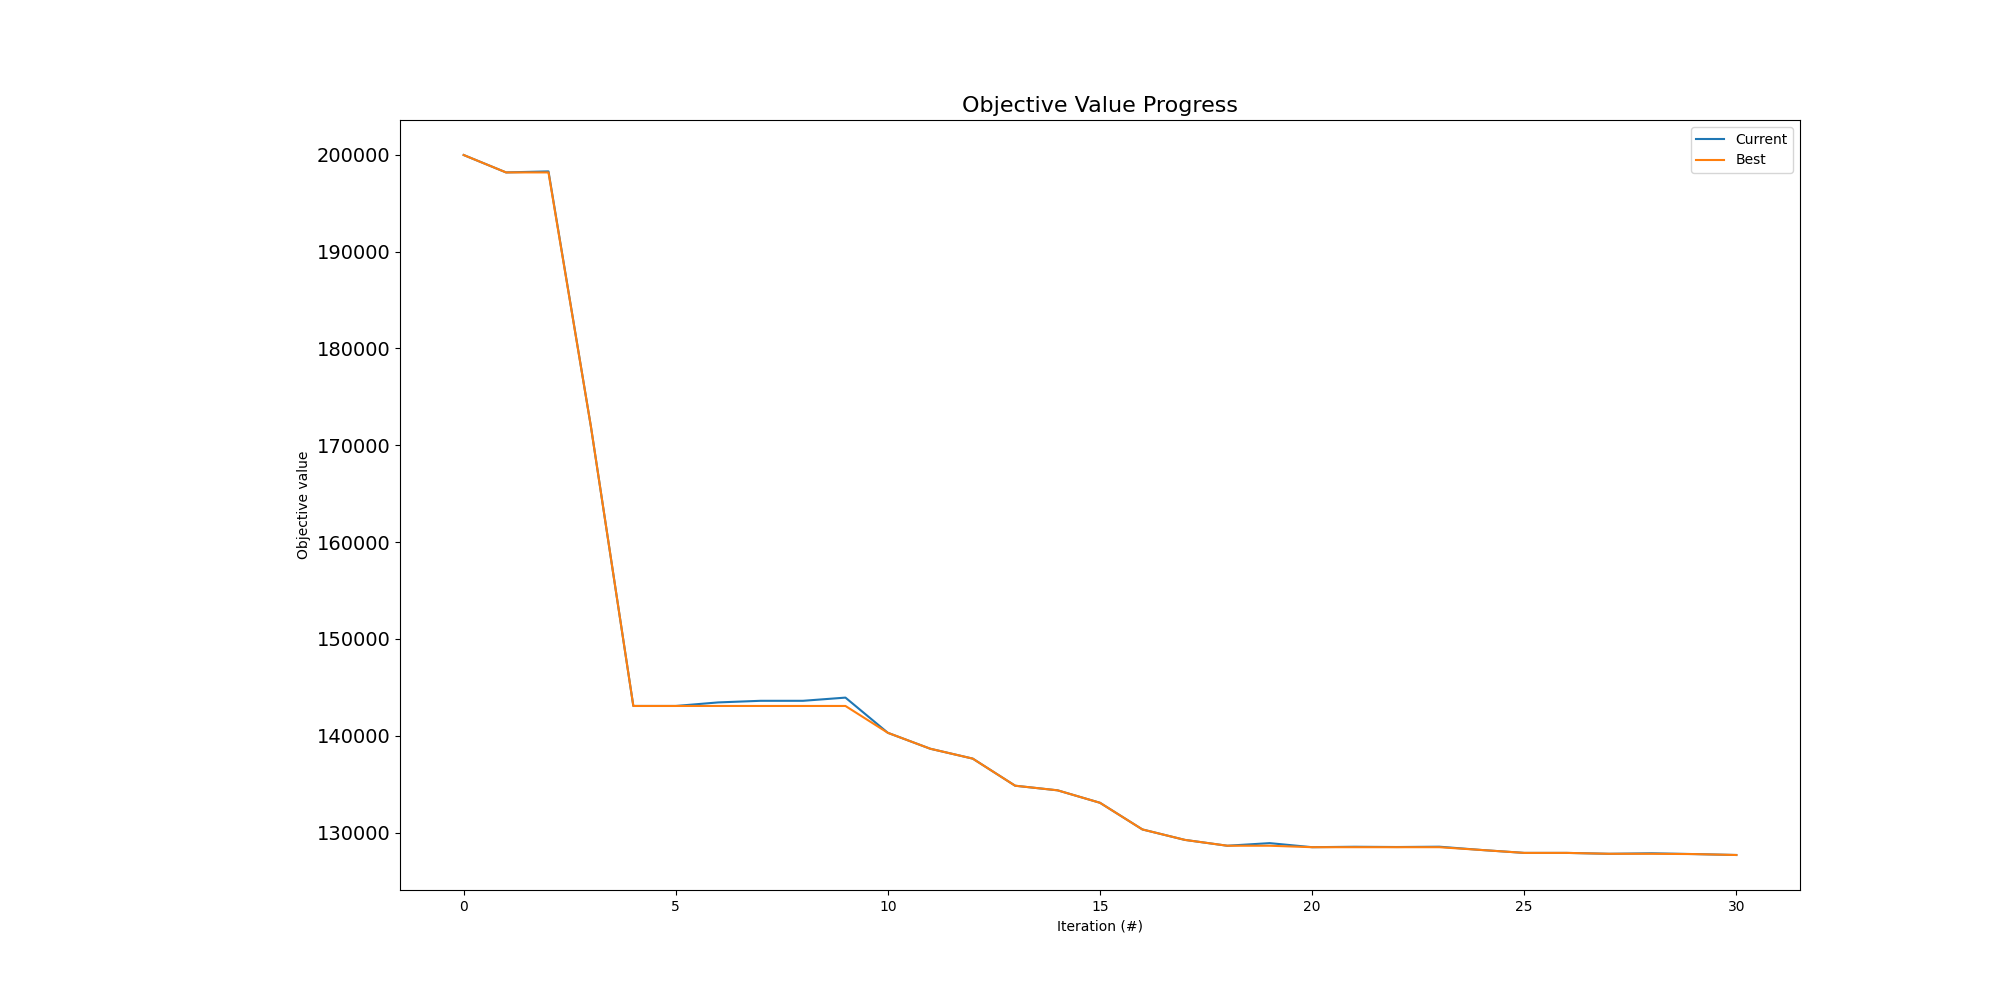 Objective Value Progress
Current
Best
200000
190000
180000
170000
160000
150000
140000
130000
Objective value
0 5 10 15 20 25 30
Iteration (#)